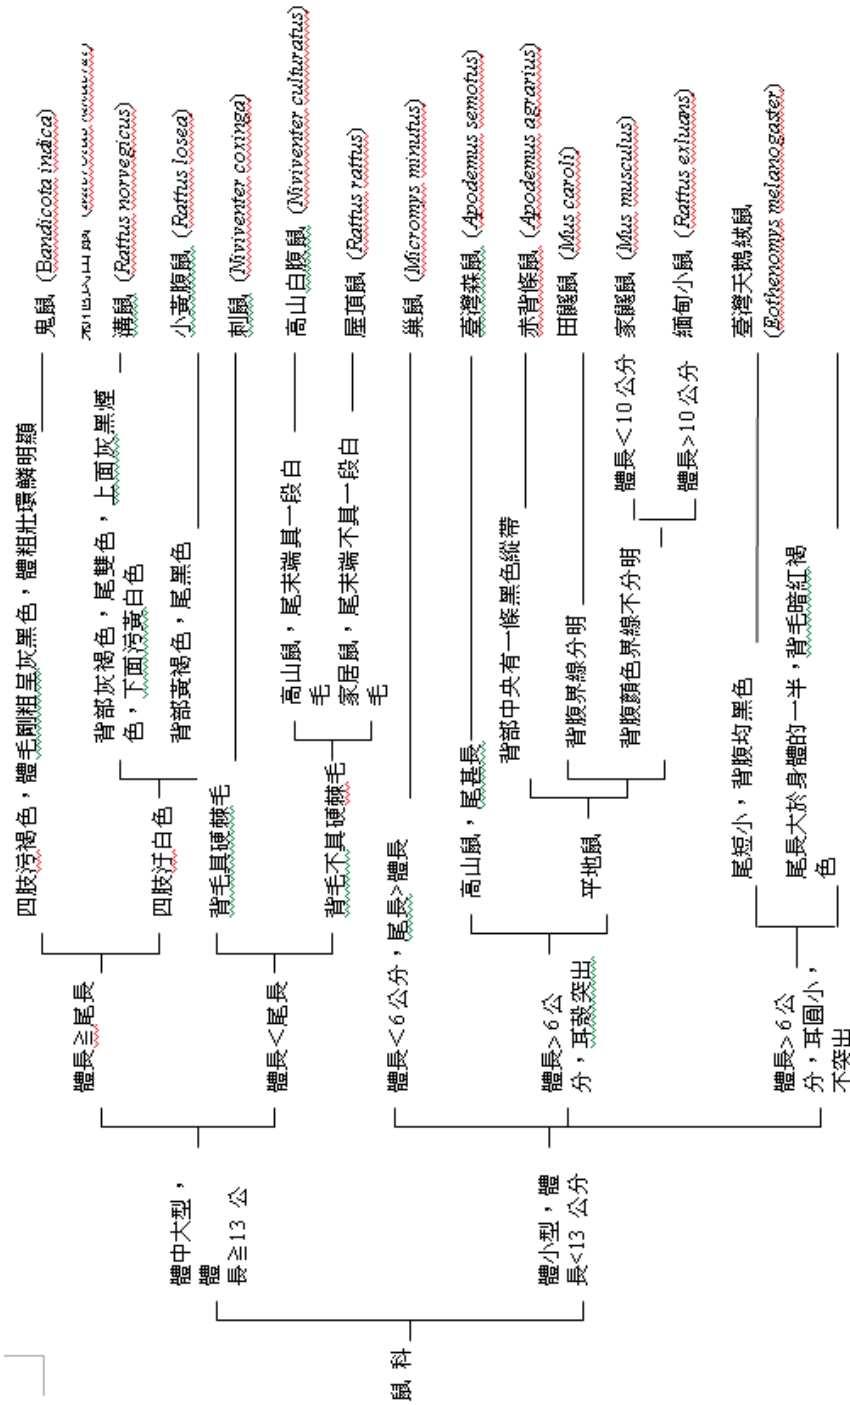 鼠 科
體中大型，
體
長≧13 公
體長≧尾長
四肢污褐色，體毛剛粗呈灰黑色，體粗壯環鱗明顯
鬼鼠 (Bandicota indica)
四肢汙白色
背部灰褐色，尾雙色，上面灰黑煙
色，下面污黃白色
溝鼠 (Rattus norvegicus)
背部黃褐色，尾黑色
小黃腹鼠 (Rattus losea)
體長＜尾長
背毛具硬棘毛
刺鼠 (Niviventer coxinga)
背毛不具硬棘毛
高山鼠，尾末端具一段白
毛
高山白腹鼠 (Niviventer culturatus)
家居鼠，尾末端不具一段白
毛
屋頂鼠 (Rattus rattus)
體小型，體
長<13 公分
體長＜6 公分，尾長>體長
巢鼠 (Micromys minutus)
體長> 6 公
分，耳殼突出
高山鼠，尾甚長
臺灣森鼠 (Apodemus semotus)
平地鼠
背部中央有一條黑色縱帶
赤背條鼠 (Apodemus agrarius)
背腹界線分明
田鼷鼠 (Mus caroli)
背腹顏色界線不分明
體長＜10 公分
家鼷鼠 (Mus musculus)
體長>10 公分
緬甸小鼠 (Rattus exluans)
體長> 6 公
分，耳圓小，
不突出
尾短小，背腹均黑色
臺灣天鵝絨鼠
(Eothenomys melanogaster)
尾長大於身體的一半，背毛暗紅褐
色